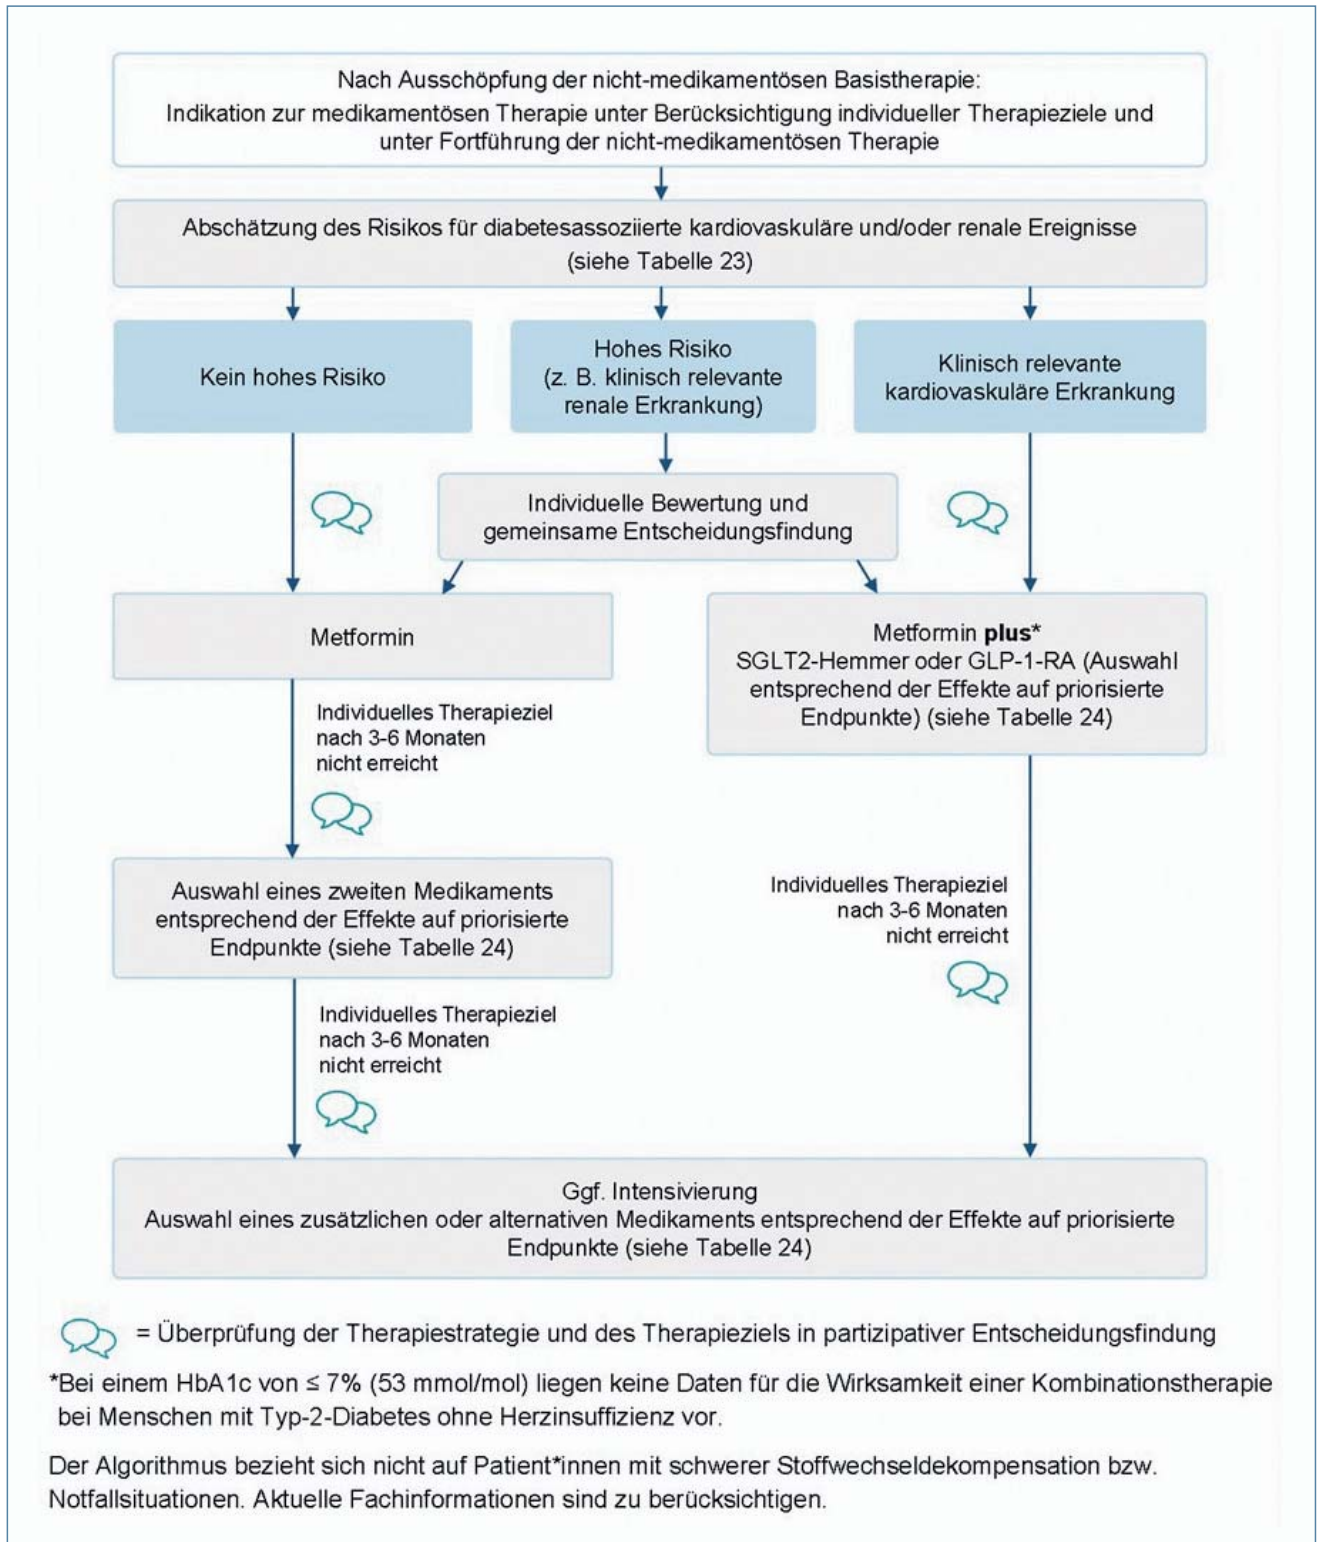 Nach Ausschöpfung der nicht-medikamentösen Basistherapie:
Indikation zur medikamentösen Therapie unter Berücksichtigung individueller Therapieziele und
unter Fortführung der nicht-medikamentösen Therapie
Abschätzung des Risikos für diabetesassoziierte kardiovaskuläre und/oder renale Ereignisse
(siehe Tabelle 23)
Kein hohes Risiko
Hohes Risiko
(z. B. klinisch relevante
renale Erkrankung)
Klinisch relevante
kardiovaskuläre Erkrankung
Individuelle Bewertung und
gemeinsame Entscheidungsfindung
Metformin
Metformin plus*
SGLT2-Hemmer oder GLP-1-RA (Auswahl
entsprechend der Effekte auf priorisierte
Endpunkte) (siehe Tabelle 24)
Individuelles Therapieziel
nach 3-6 Monaten
nicht erreicht
Auswahl eines zweiten Medikaments
entsprechend der Effekte auf priorisierte
Endpunkte (siehe Tabelle 24)
Individuelles Therapieziel
nach 3-6 Monaten
nicht erreicht
Individuelles Therapieziel
nach 3-6 Monaten
nicht erreicht
Ggf. Intensivierung
Auswahl eines zusätzlichen oder alternativen Medikaments entsprechend der Effekte auf priorisierte
Endpunkte (siehe Tabelle 24)
= Überprüfung der Therapiestrategie und des Therapieziels in partizipativer Entscheidungsfindung
*Bei einem HbA1c von ≤ 7% (53 mmol/mol) liegen keine Daten für die Wirksamkeit einer Kombinationstherapie
bei Menschen mit Typ-2-Diabetes ohne Herzinsuffizienz vor.
Der Algorithmus bezieht sich nicht auf Patient*innen mit schwerer Stoffwechseldekompensation bzw.
Notfallsituationen. Aktuelle Fachinformationen sind zu berücksichtigen.